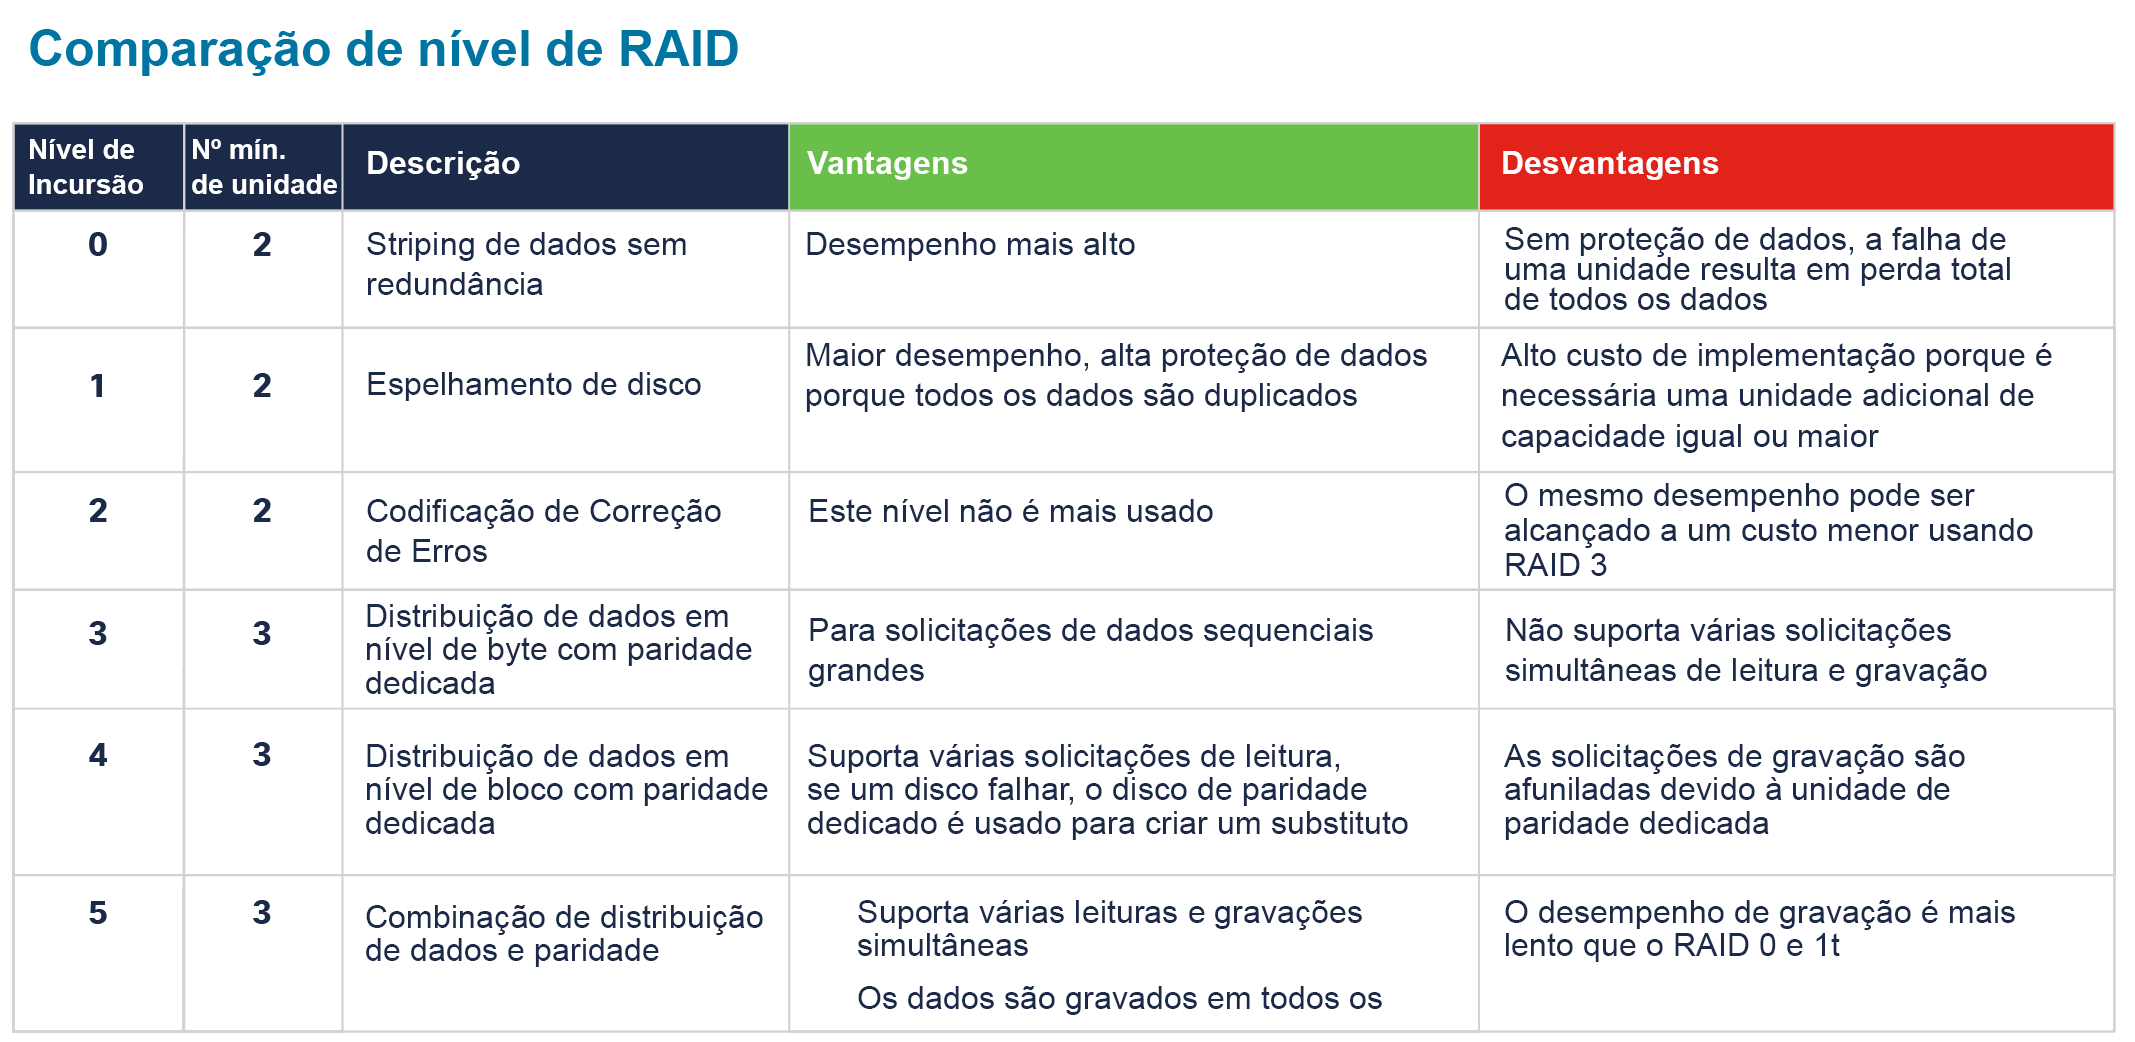 Comparação de nível de RAID
Nível de
Incursão
Nº mín.
de unidade
Descrição
Vantagens
Desvantagens
0
2
Striping de dados sem
redundância
Desempenho mais alto
Sem proteção de dados, a falha de
uma unidade resulta em perda total
de todos os dados
1
2
Espelhamento de disco
Maior desempenho, alta proteção de dados
porque todos os dados são duplicados
Alto custo de implementação porque é
necessária uma unidade adicional de
capacidade igual ou maior
2
2
Codificação de Correção
de Erros
Este nível não é mais usado
O mesmo desempenho pode ser
alcançado a um custo menor usando
RAID 3
3
3
Distribuição de dados em
nível de byte com paridade
dedicada
Para solicitações de dados sequenciais
grandes
Não suporta várias solicitações
simultâneas de leitura e gravação
4
3
Distribuição de dados em
nível de bloco com paridade
dedicada
Suporta várias solicitações de leitura,
se um disco falhar, o disco de paridade
dedicado é usado para criar um substituto
As solicitações de gravação são
afuniladas devido à unidade de
paridade dedicada
5
3
Combinação de distribuição
de dados e paridade
Suporta várias leituras e gravações
simultâneas
Os dados são gravados em todos os
O desempenho de gravação é mais
lento que o RAID 0 e 1t